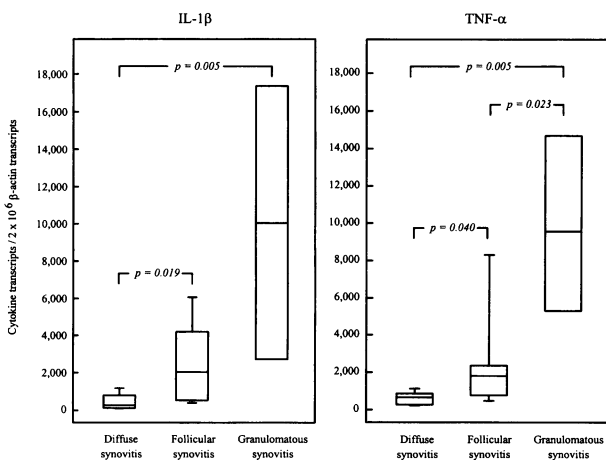 IL-1β
TNF-α
Cytokine transcripts / 2 x 10⁶ β-actin transcripts
18,000
16,000
14,000
12,000
10,000
8,000
6,000
4,000
2,000
0
p = 0.005
p = 0.019
Diffuse synovitis
Follicular synovitis
Granulomatous synovitis
18,000
16,000
14,000
12,000
10,000
8,000
6,000
4,000
2,000
0
p = 0.005
p = 0.023
p = 0.040
Diffuse synovitis
Follicular synovitis
Granulomatous synovitis